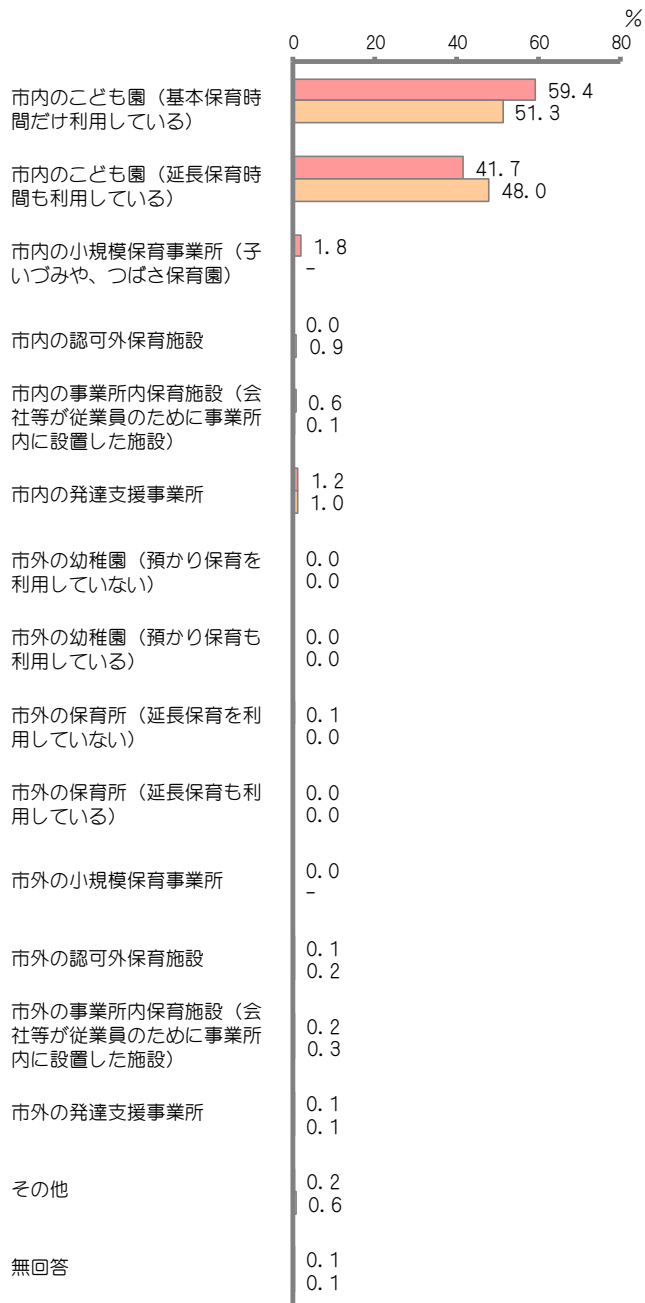 %
0 20 40 60 80
市内のこども園（基本保育時
間だけ利用している）
59.4
51.3
市内のこども園（延長保育時
間も利用している）
41.7
48.0
市内の小規模保育事業所（子
いづみや、つばさ保育園）
1.8
-
市内の認可外保育施設
0.0
0.9
市内の事業所内保育施設（会
社等が従業員のために事業所
内に設置した施設）
0.6
0.1
市内の発達支援事業所
1.2
1.0
市外の幼稚園（預かり保育を
利用していない）
0.0
0.0
市外の幼稚園（預かり保育も
利用している）
0.0
0.0
市外の保育所（延長保育を利
用していない）
0.1
0.0
市外の保育所（延長保育も利
用している）
0.0
0.0
市外の小規模保育事業所
0.0
-
市外の認可外保育施設
0.1
0.2
市外の事業所内保育施設（会
社等が従業員のために事業所
内に設置した施設）
0.2
0.3
市外の発達支援事業所
0.1
0.1
その他
0.2
0.6
無回答
0.1
0.1